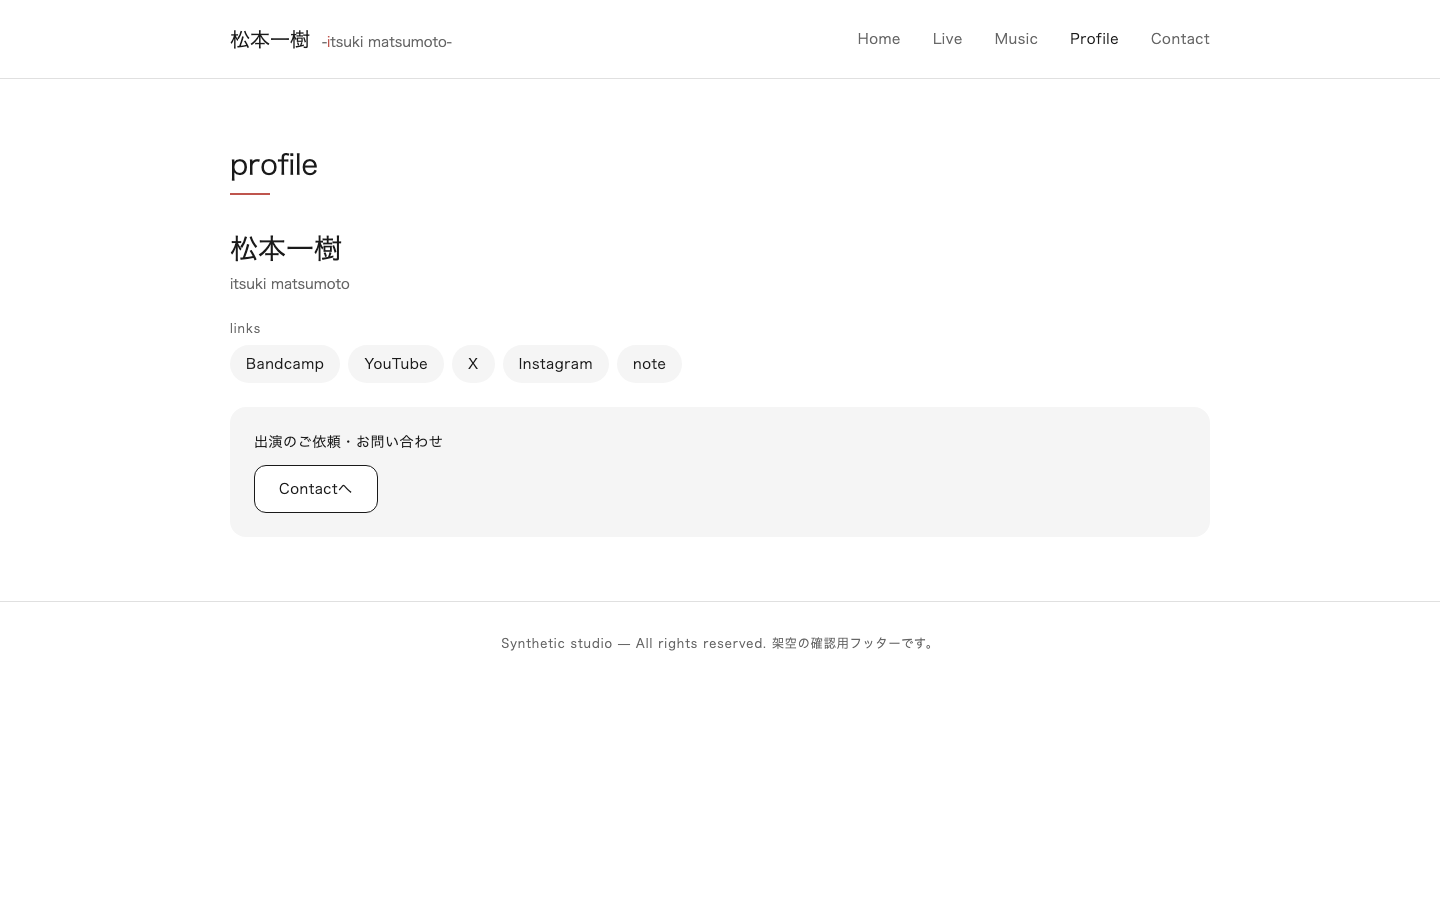 松本一樹 -itsuki matsumoto-
Home Live Music Profile Contact
profile
松本一樹
itsuki matsumoto
links
Bandcamp YouTube X Instagram note
出演のご依頼・お問い合わせ
Contactへ
Synthetic studio — All rights reserved. 架空の確認用フッターです。